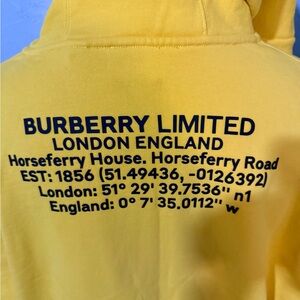 BURBERRY LIMITED
LONDON ENGLAND
Horseferry House. Horseferry Road
EST: 1856 (51.49436, -0126392)
London: 51° 29' 39.7536'' n1
England: 0° 7' 35.0112'' w